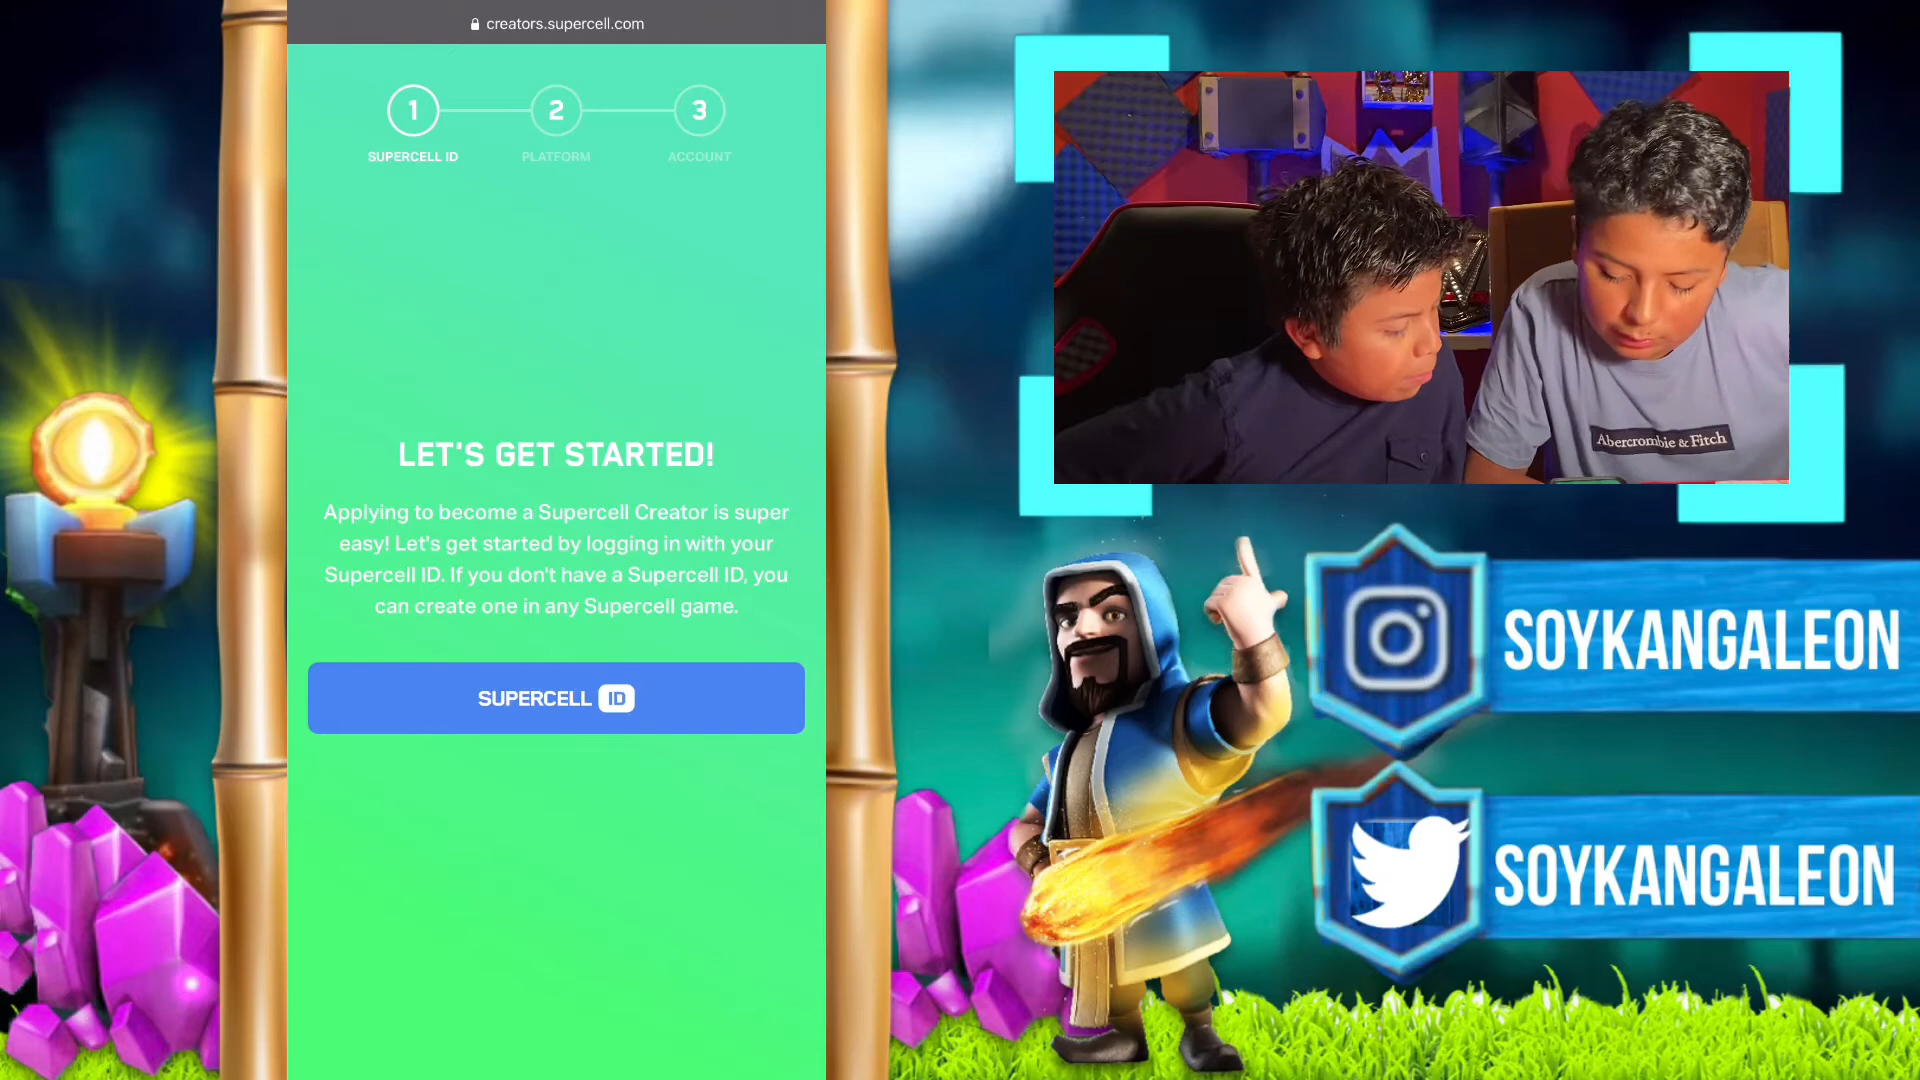 creators.supercell.com
1
2
3
SUPERCELL ID
PLATFORM
ACCOUNT
LET'S GET STARTED!
Applying to become a Supercell Creator is super
easy! Let's get started by logging in with your
Supercell ID. If you don't have a Supercell ID, you
can create one in any Supercell game.
SUPERCELL ID
Abercrombie & Fitch
SOYKANGALEON
SOYKANGALEON